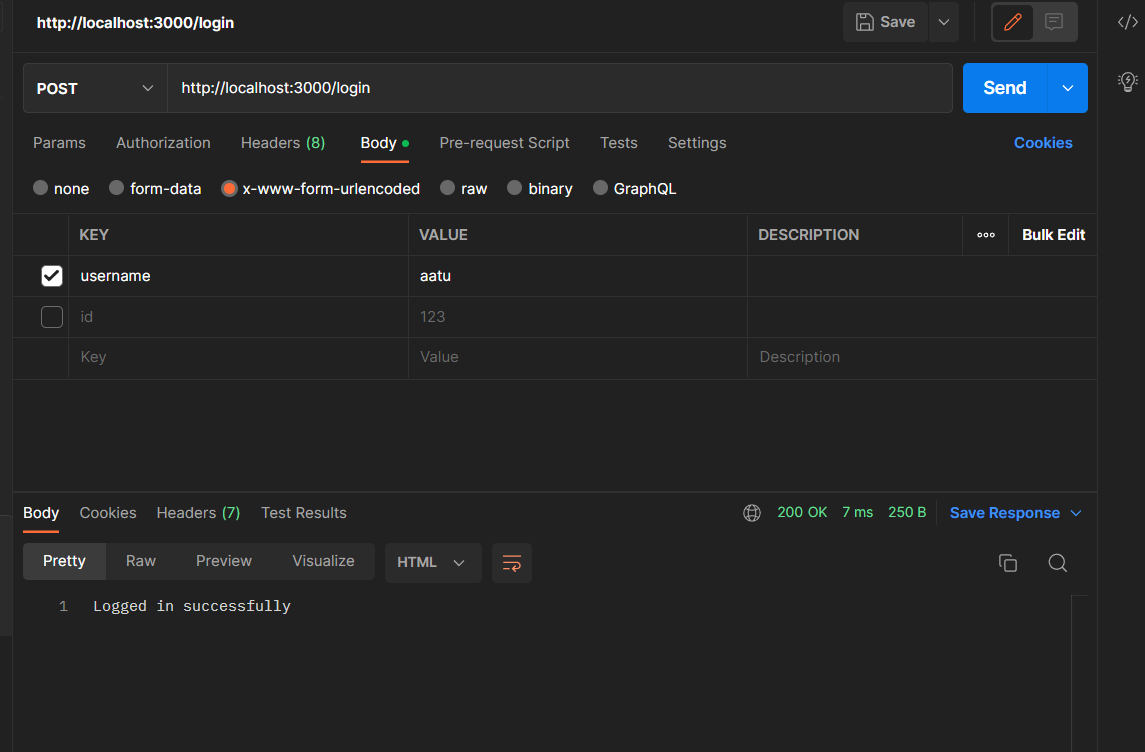 http://localhost:3000/login
Save
POST
http://localhost:3000/login
Send
Params Authorization Headers (8) Body Pre-request Script Tests Settings Cookies
none form-data x-www-form-urlencoded raw binary GraphQL
KEY VALUE DESCRIPTION Bulk Edit
username aatu
id 123
Key Value Description
Body Cookies Headers (7) Test Results 200 OK 7 ms 250 B Save Response
Pretty Raw Preview Visualize HTML
1 Logged in successfully